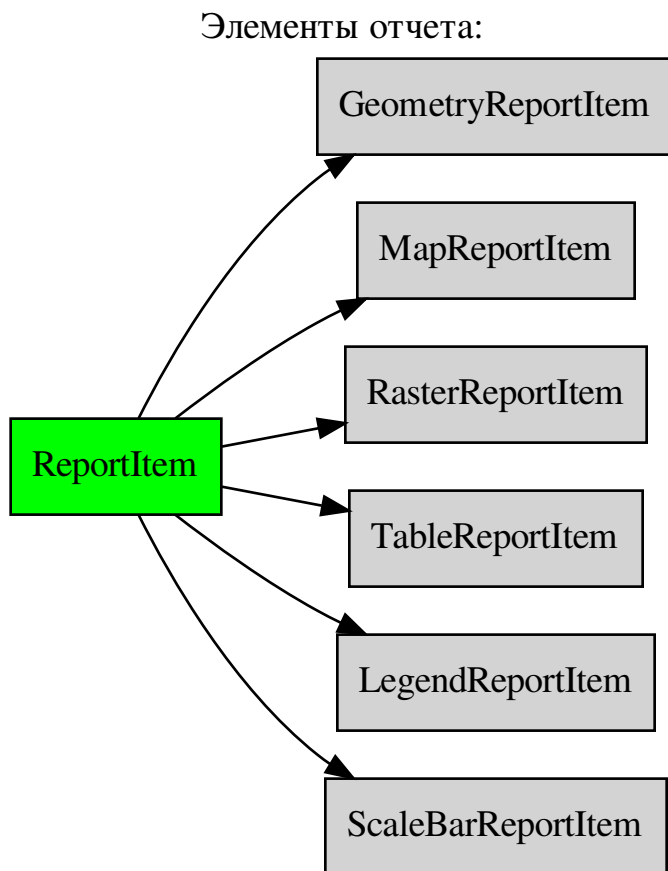 Элементы отчета:
GeometryReportItem
MapReportItem
RasterReportItem
ReportItem
TableReportItem
LegendReportItem
ScaleBarReportItem